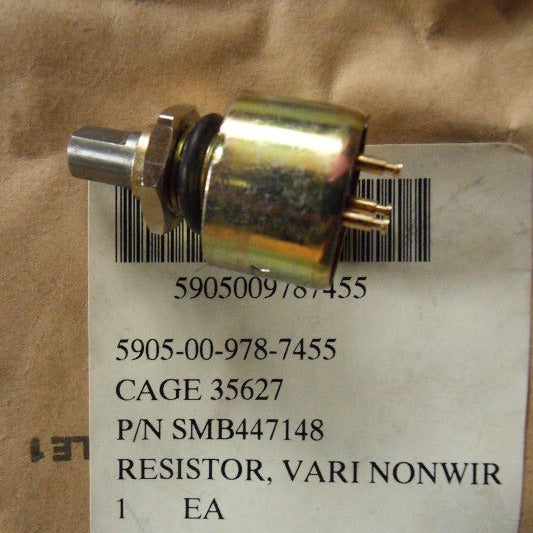 5905009787455
5905-00-978-7455
CAGE 35627
P/N SMB447148
RESISTOR, VARI NONWIR
1 EA